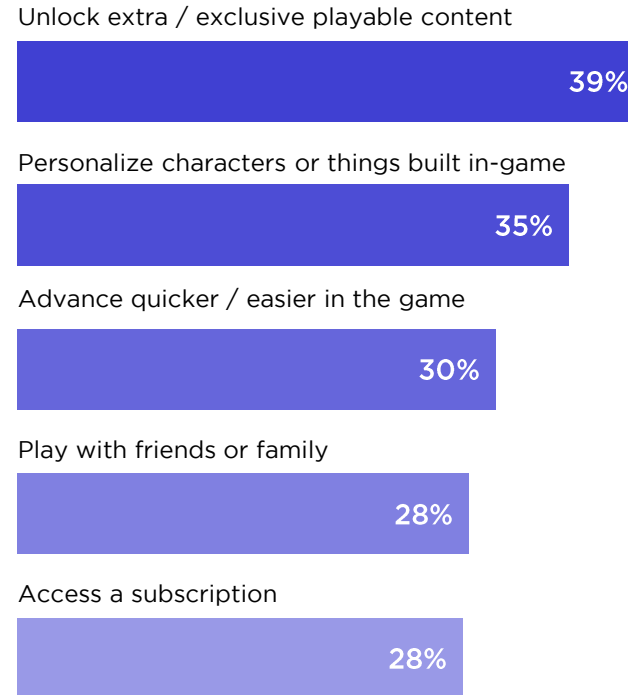 Unlock extra / exclusive playable content
39%
Personalize characters or things built in-game
35%
Advance quicker / easier in the game
30%
Play with friends or family
28%
Access a subscription
28%